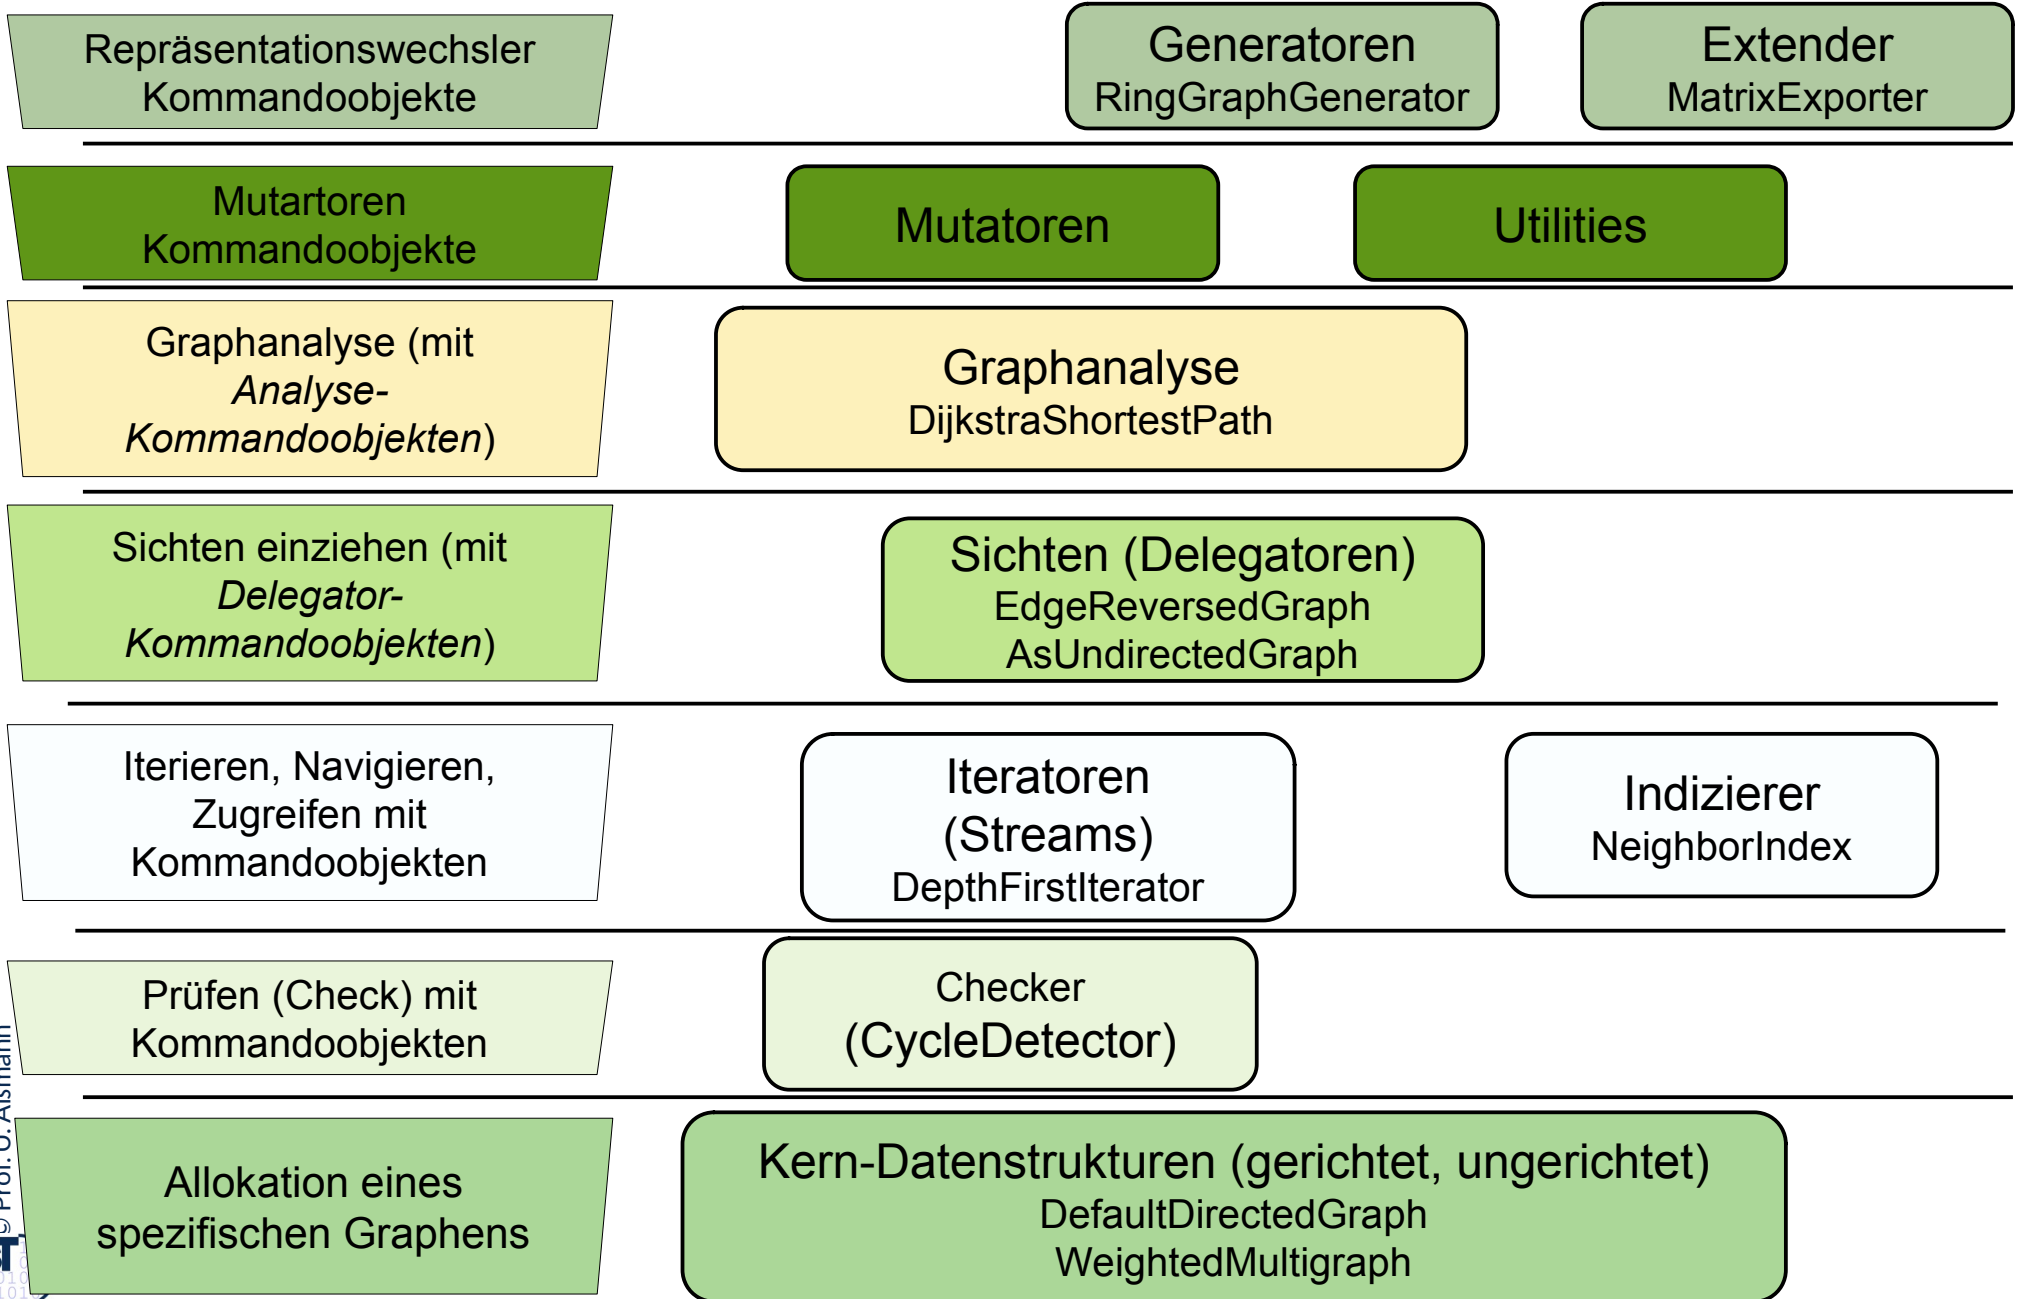 Repräsentationswechsler
Kommandoobjekte
Generatoren
RingGraphGenerator
Extender
MatrixExporter
Mutartoren
Kommandoobjekte
Mutatoren
Utilities
Graphanalyse (mit
Analyse-
Kommandoobjekten)
Graphanalyse
DijkstraShortestPath
Sichten einziehen (mit
Delegator-
Kommandoobjekten)
Sichten (Delegatoren)
EdgeReversedGraph
AsUndirectedGraph
Iterieren, Navigieren,
Zugreifen mit
Kommandoobjekten
Iteratoren
(Streams)
DepthFirstIterator
Indizierer
NeighborIndex
Prüfen (Check) mit
Kommandoobjekten
Checker
(CycleDetector)
Allokation eines
spezifischen Graphens
Kern-Datenstrukturen (gerichtet, ungerichtet)
DefaultDirectedGraph
WeightedMultigraph
© Prof. U. Aßmann